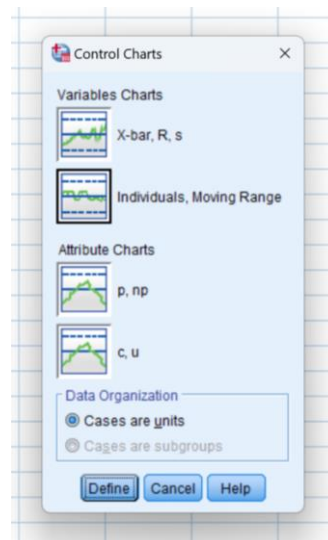 Control Charts
Variables Charts
X-bar, R, s
Individuals, Moving Range
Attribute Charts
p, np
c, u
Data Organization
Cases are units
Cases are subgroups
Define Cancel Help